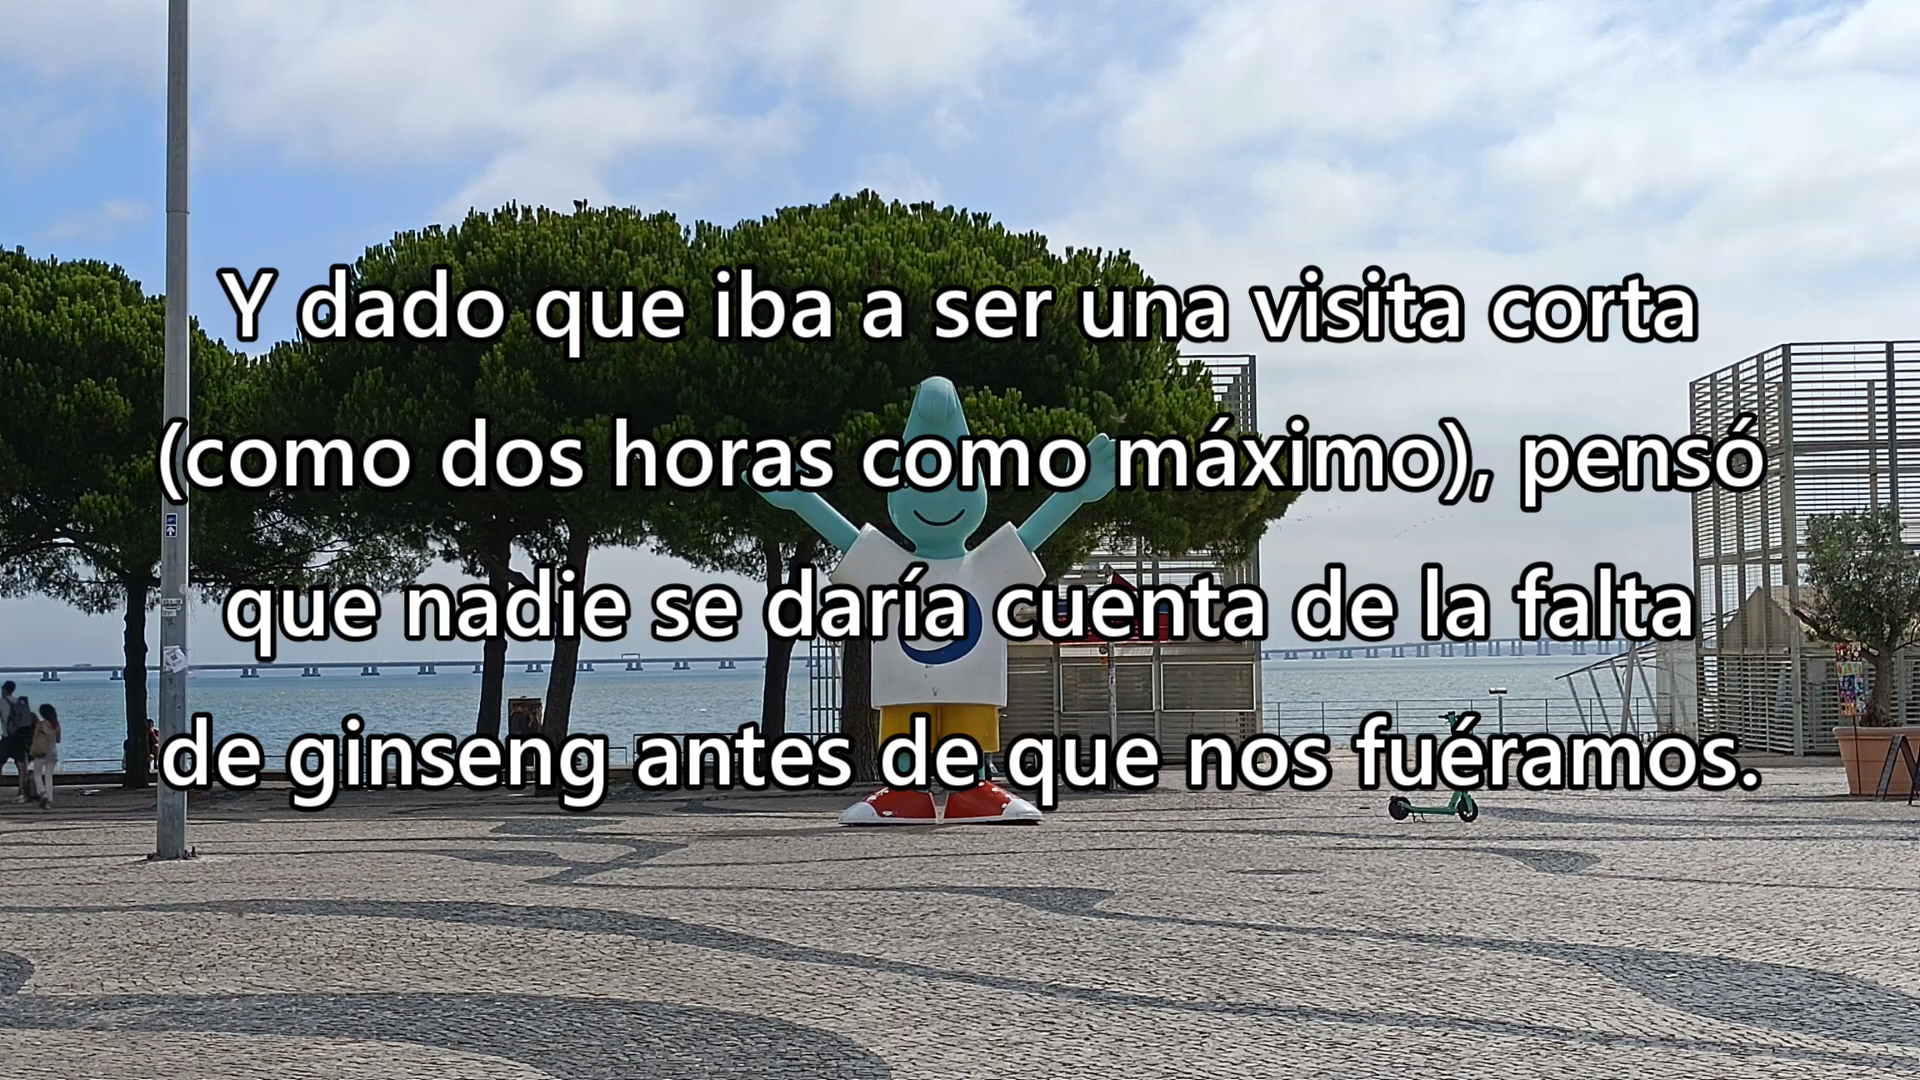 Y dado que iba a ser una visita corta
(como dos horas como máximo), pensó
que nadie se daría cuenta de la falta
de ginseng antes de que nos fuéramos.